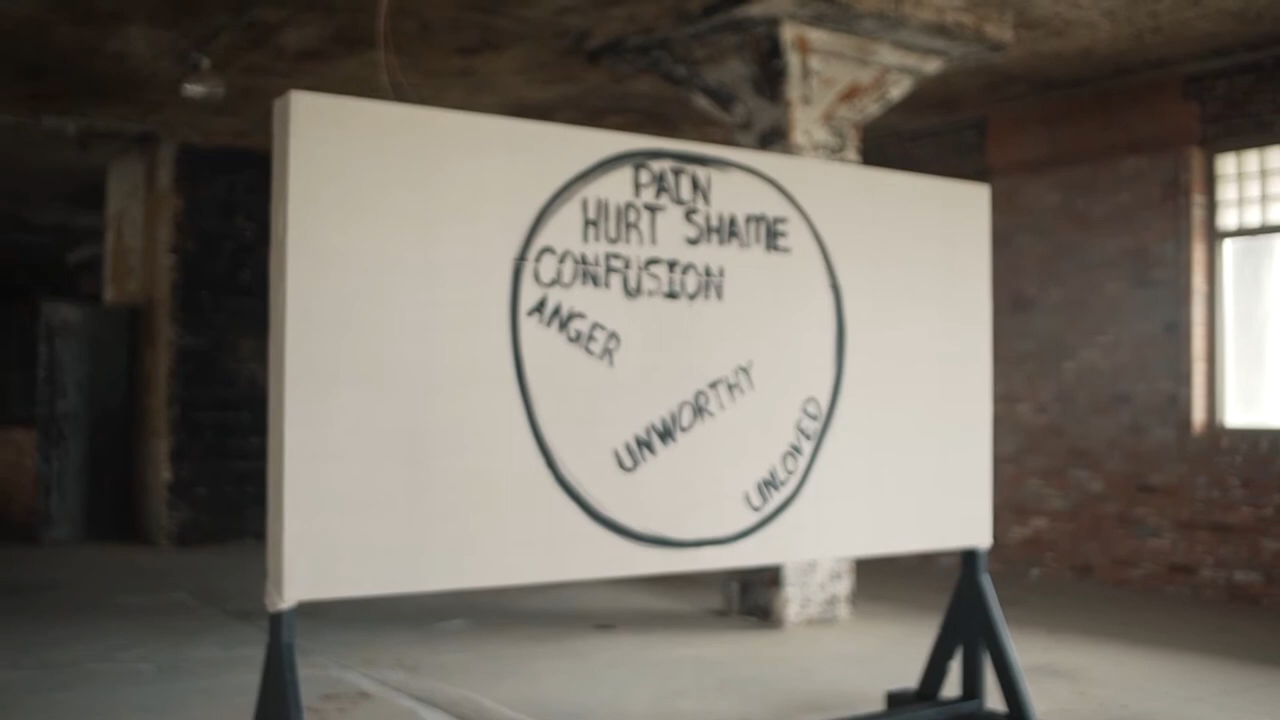 PAIN
HURT SHAME
CONFUSION
ANGER
UNWORTHY
UNLOVED